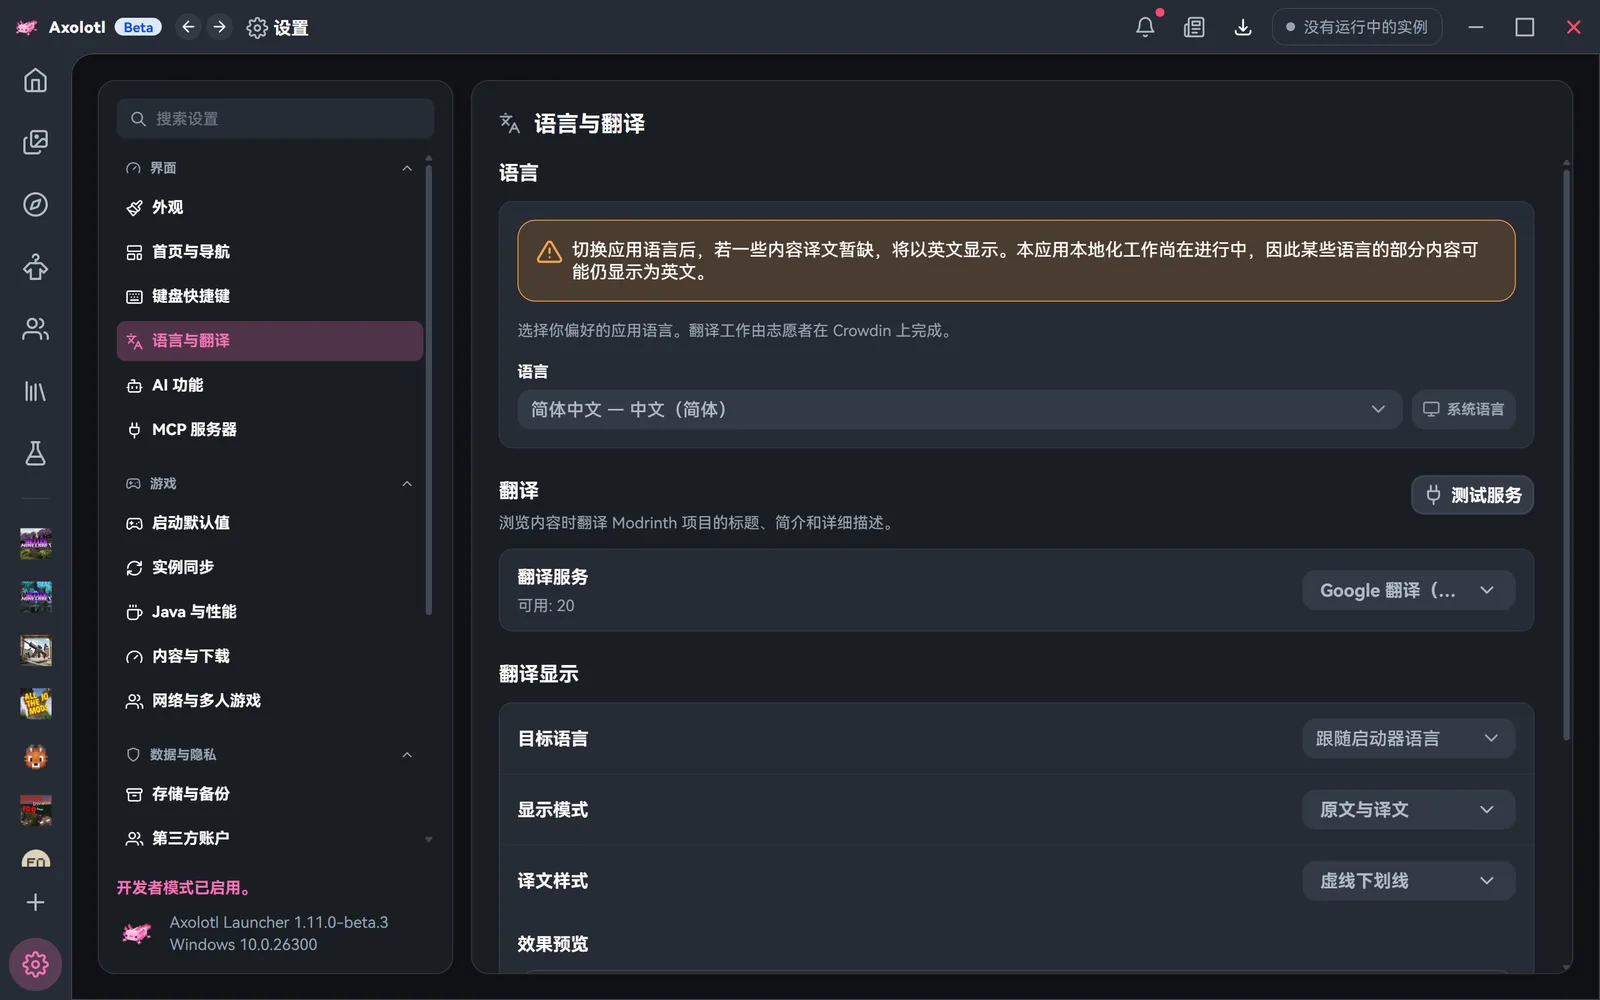 Axolotl Beta
设置
没有运行中的实例
搜索设置
界面
外观
首页与导航
键盘快捷键
语言与翻译
AI 功能
MCP 服务器
游戏
启动默认值
实例同步
Java 与性能
内容与下载
网络与多人游戏
数据与隐私
存储与备份
第三方账户
开发者模式已启用。
Axolotl Launcher 1.11.0-beta.3
Windows 10.0.26300
语言与翻译
语言
切换应用语言后，若一些内容译文暂缺，将以英文显示。本应用本地化工作尚在进行中，因此某些语言的部分内容可
能仍显示为英文。
选择你偏好的应用语言。翻译工作由志愿者在 Crowdin 上完成。
语言
简体中文 — 中文（简体）
系统语言
翻译
测试服务
浏览内容时翻译 Modrinth 项目的标题、简介和详细描述。
翻译服务
可用: 20
Google 翻译（...
翻译显示
目标语言
跟随启动器语言
显示模式
原文与译文
译文样式
虚线下划线
效果预览
ALL THE 10 MODS